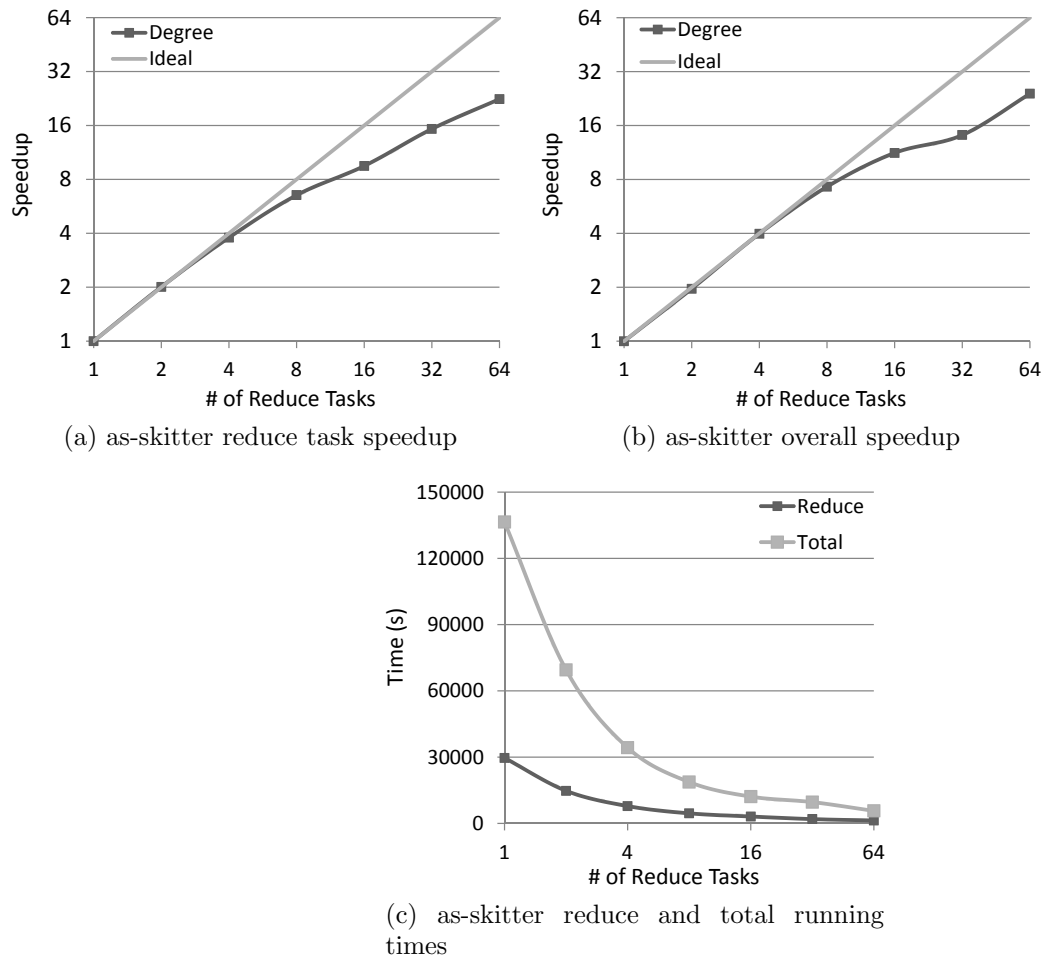 64
32
16
8
4
2
1
Speedup
Degree
Ideal
1 2 4 8 16 32 64
# of Reduce Tasks
(a) as-skitter reduce task speedup
64
32
16
8
4
2
1
Speedup
Degree
Ideal
1 2 4 8 16 32 64
# of Reduce Tasks
(b) as-skitter overall speedup
150000
120000
90000
60000
30000
0
Time (s)
Reduce
Total
1 4 16 64
# of Reduce Tasks
(c) as-skitter reduce and total running
times